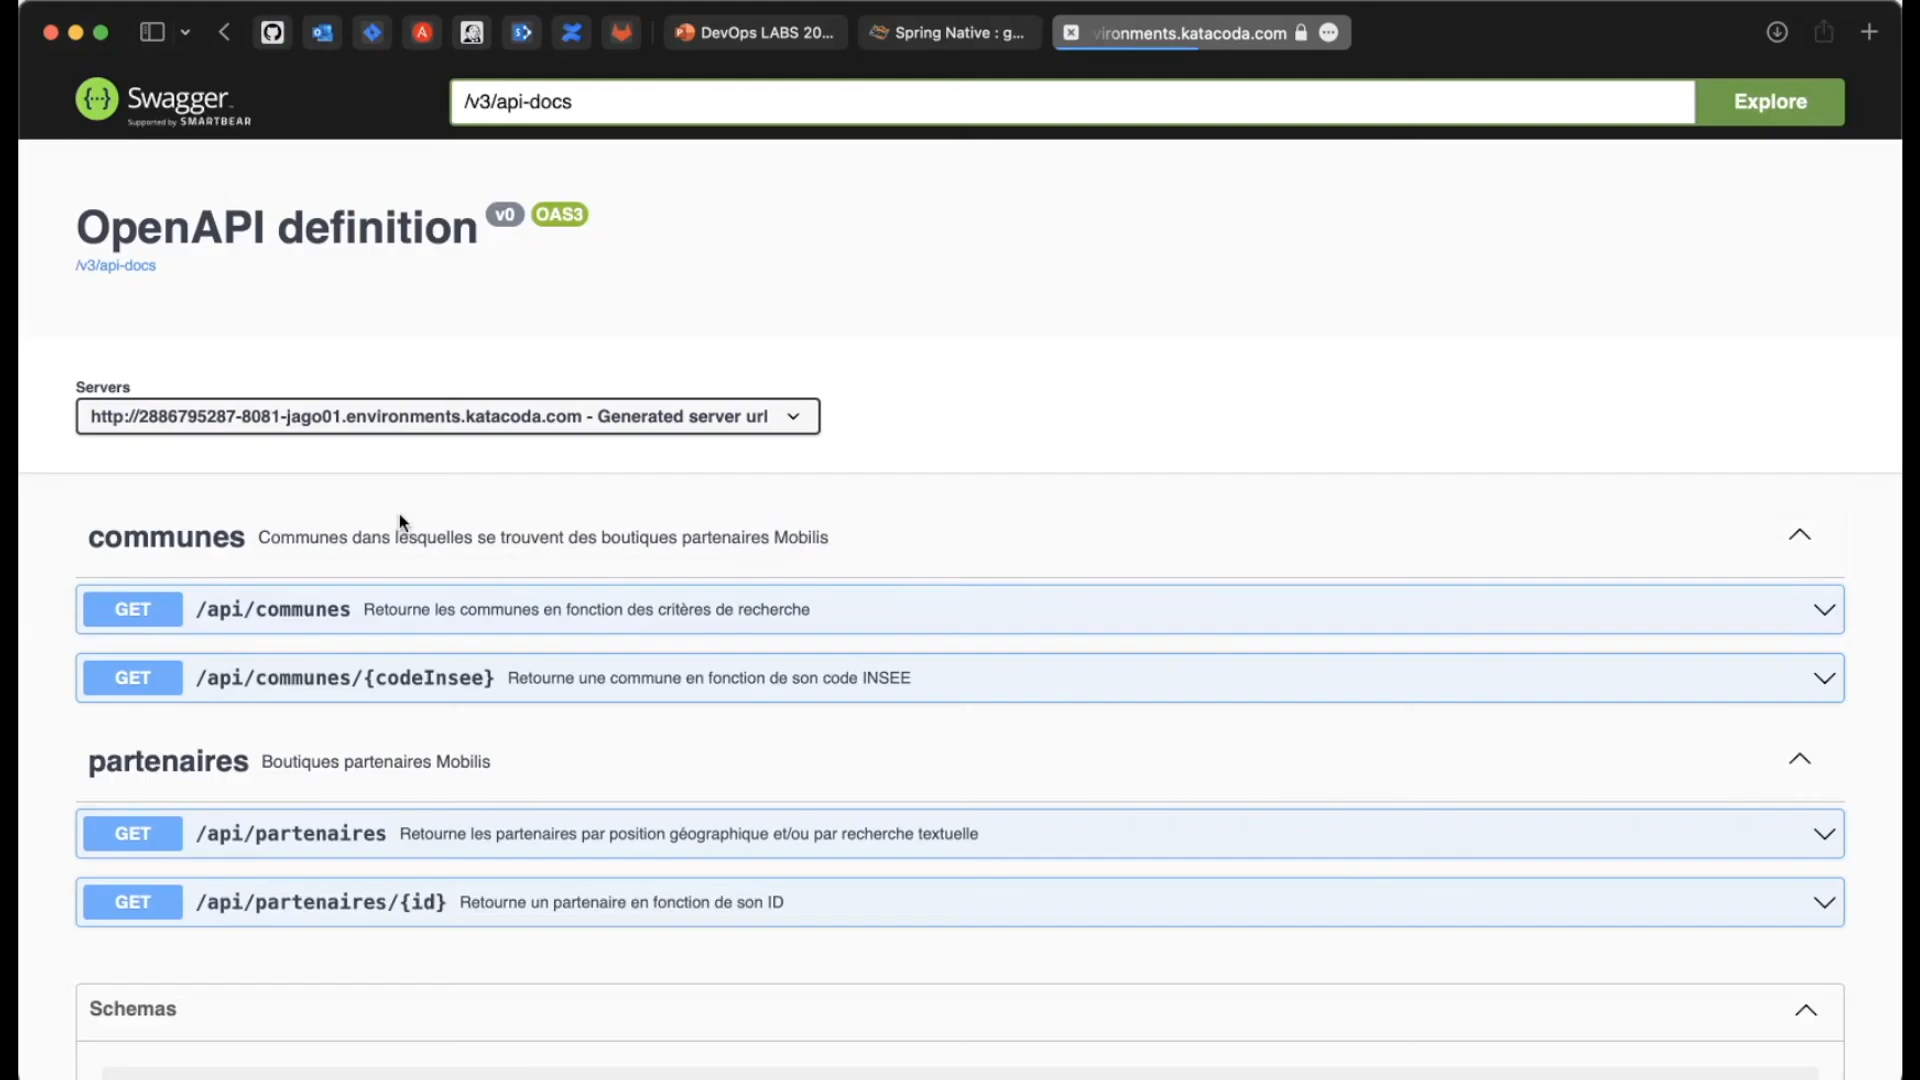 DevOps LABS 20...
Spring Native : g...
vironments.katacoda.com
Swagger
Supported by SMARTBEAR
/v3/api-docs
Explore
OpenAPI definition v0 OAS3
/v3/api-docs
Servers
http://2886795287-8081-jago01.environments.katacoda.com - Generated server url
communes Communes dans lesquelles se trouvent des boutiques partenaires Mobilis
GET /api/communes Retourne les communes en fonction des critères de recherche
GET /api/communes/{codeInsee} Retourne une commune en fonction de son code INSEE
partenaires Boutiques partenaires Mobilis
GET /api/partenaires Retourne les partenaires par position géographique et/ou par recherche textuelle
GET /api/partenaires/{id} Retourne un partenaire en fonction de son ID
Schemas